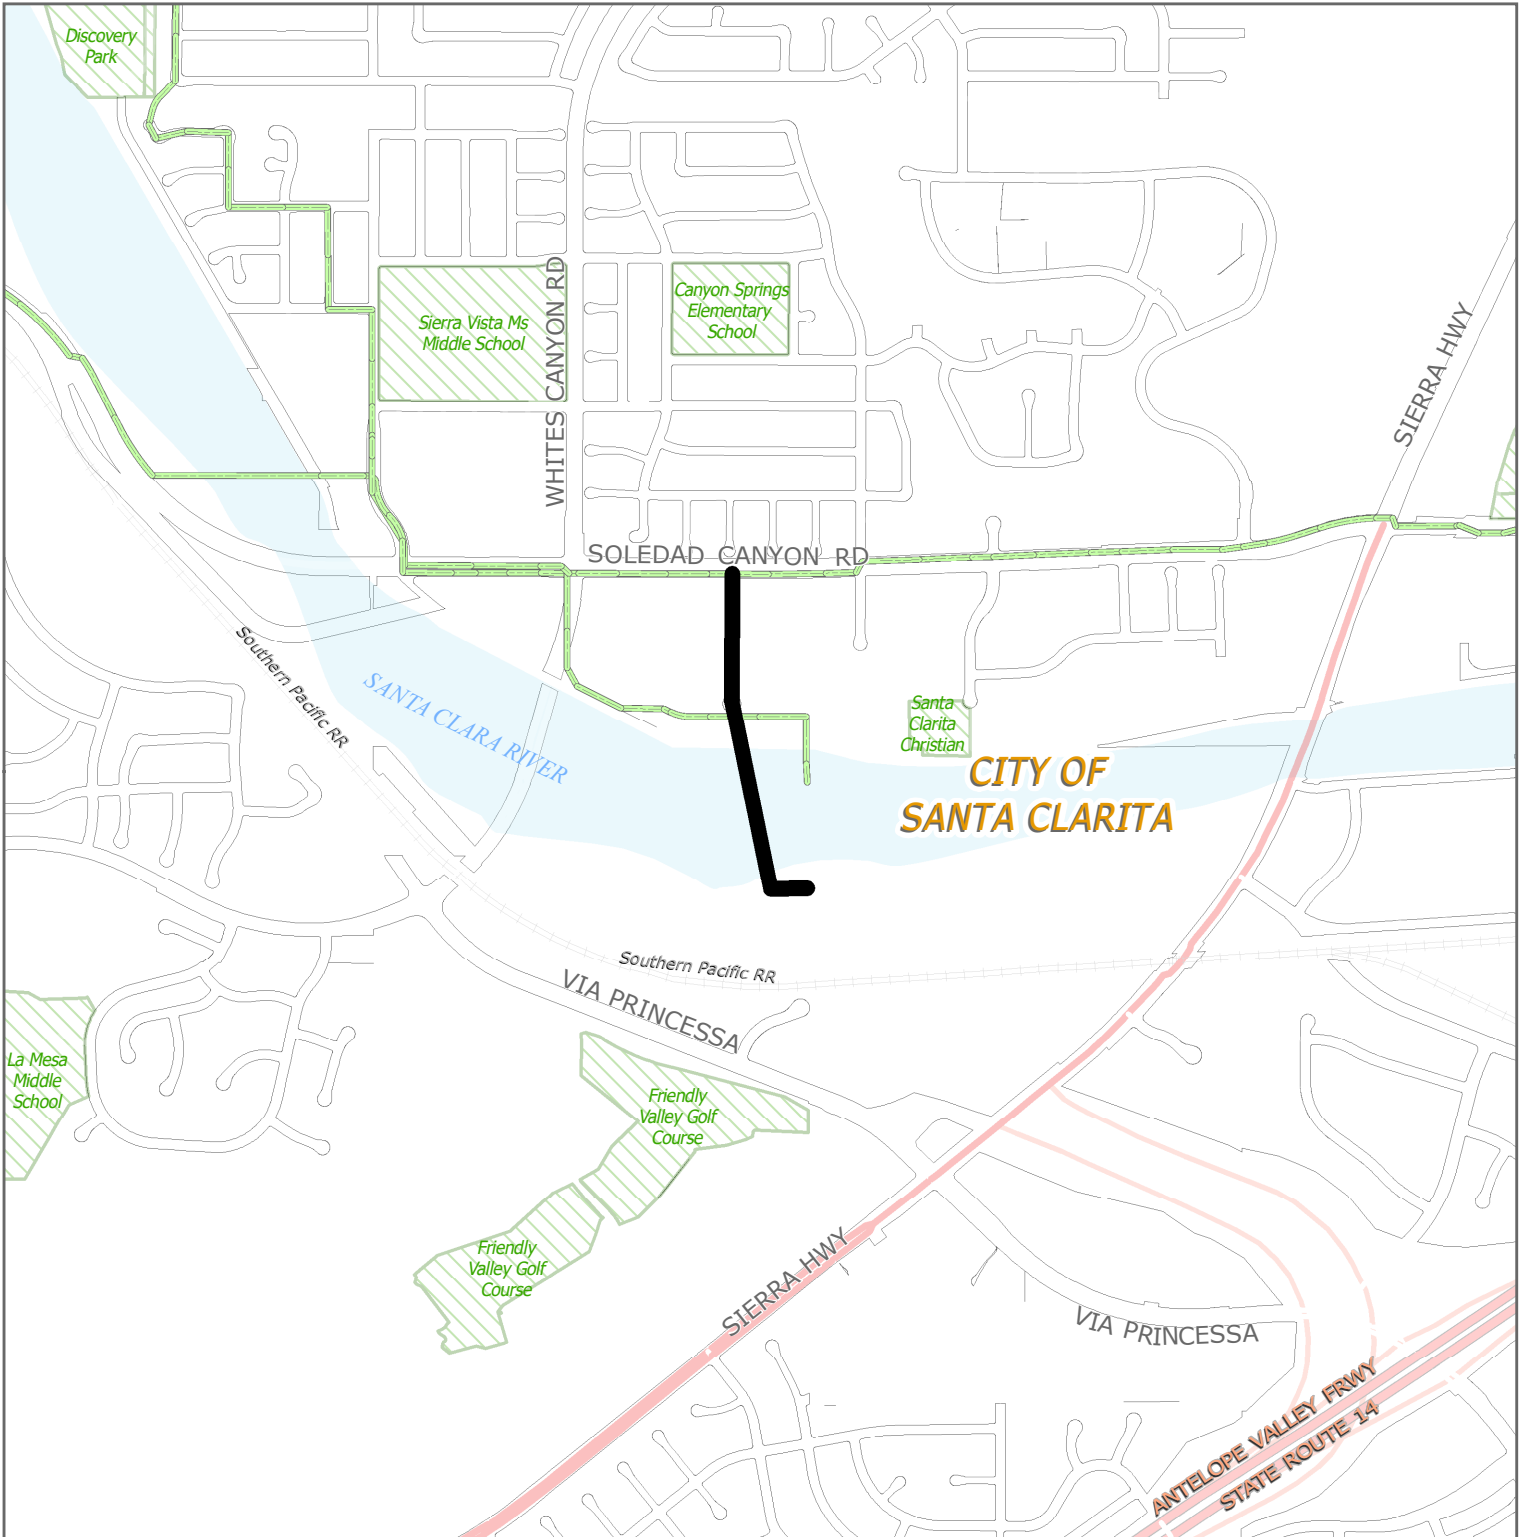 Discovery
Park
Sierra Vista Ms
Middle School
WHITES CANYON RD
Canyon Springs
Elementary
School
SIERRA HWY
SOLEDAD CANYON RD
Southern Pacific RR
SANTA CLARA RIVER
Santa
Clarita
Christian
CITY OF
SANTA CLARITA
Southern Pacific RR
VIA PRINCESSA
La Mesa
Middle
School
Friendly
Valley Golf
Course
Friendly
Valley Golf
Course
SIERRA HWY
VIA PRINCESSA
ANTELOPE VALLEY FRWY
STATE ROUTE 14